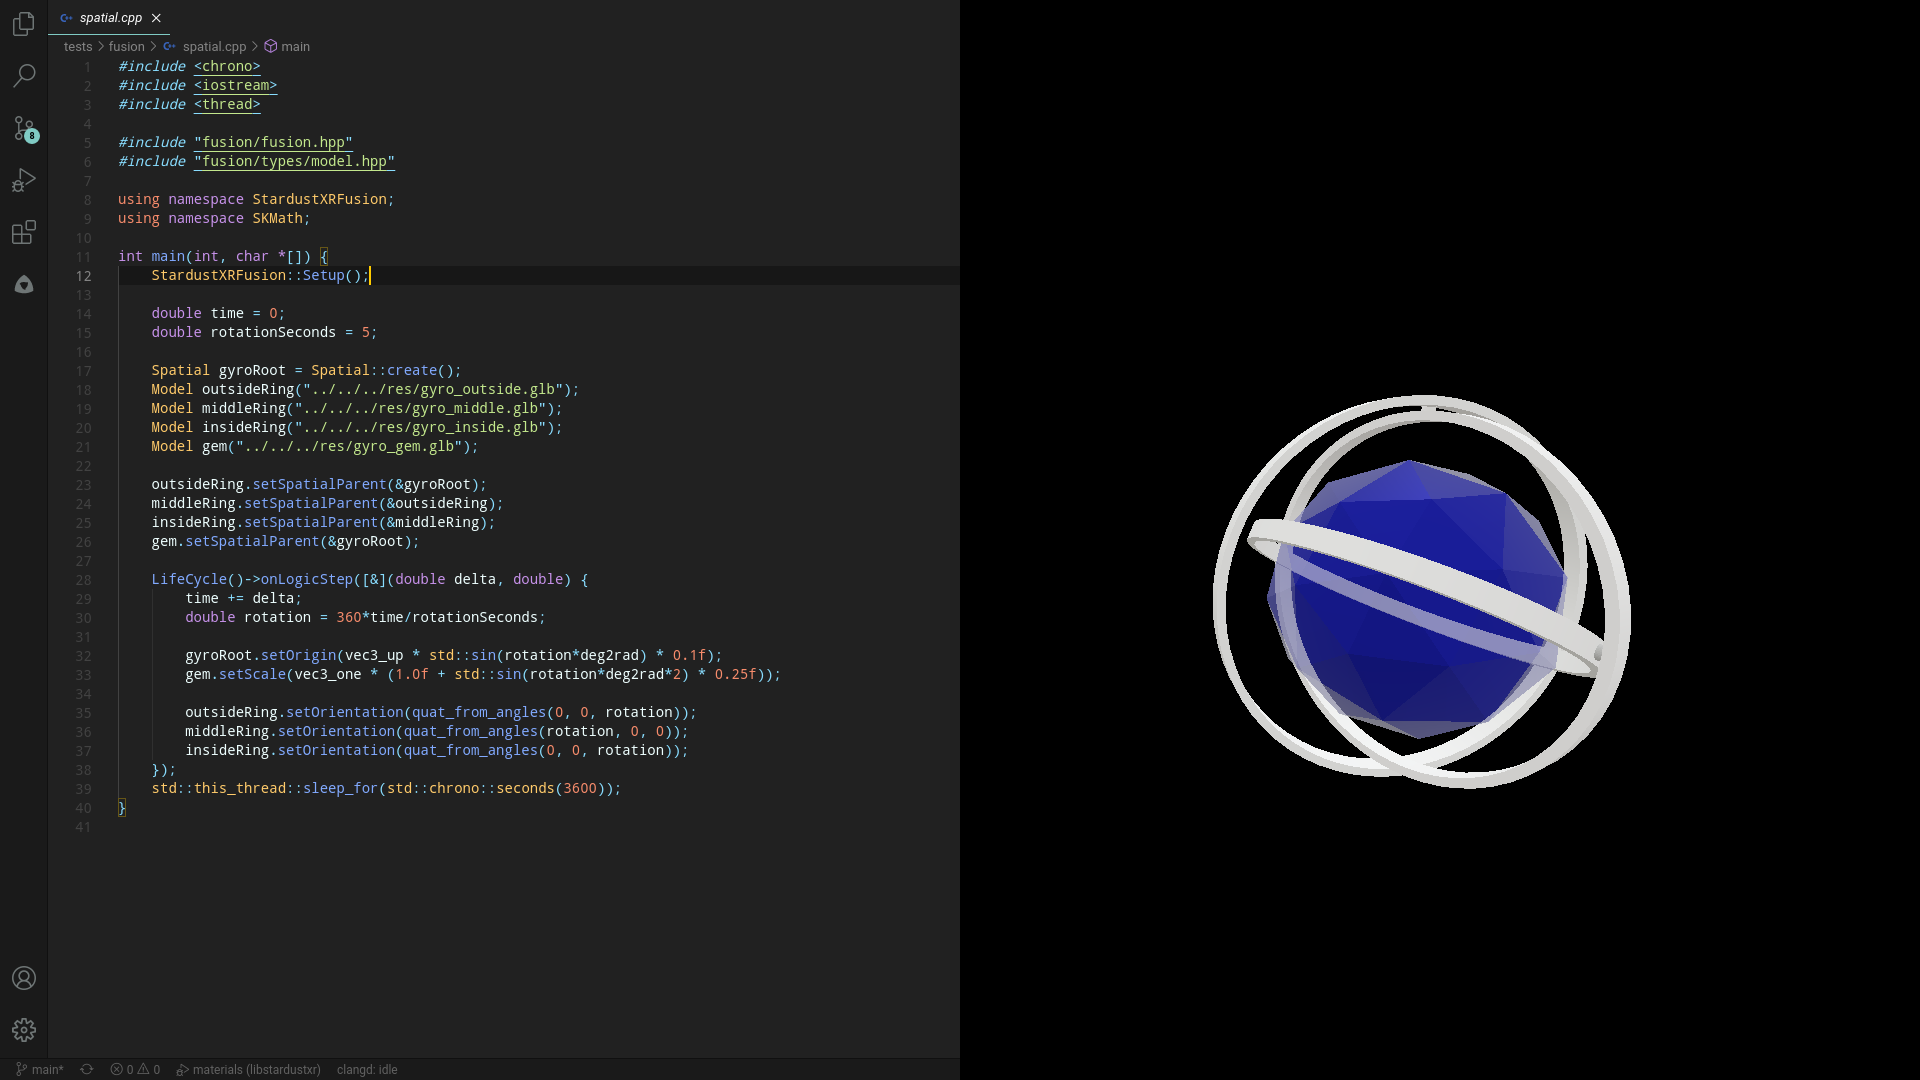 spatial.cpp
tests > fusion > spatial.cpp > main
1 #include <chrono>
2 #include <iostream>
3 #include <thread>
4
5 #include "fusion/fusion.hpp"
6 #include "fusion/types/model.hpp"
7
8 using namespace StardustXRFusion;
9 using namespace SKMath;
10
11 int main(int, char *[]) {
12 StardustXRFusion::Setup();
13
14 double time = 0;
15 double rotationSeconds = 5;
16
17 Spatial gyroRoot = Spatial::create();
18 Model outsideRing("../../../res/gyro_outside.glb");
19 Model middleRing("../../../res/gyro_middle.glb");
20 Model insideRing("../../../res/gyro_inside.glb");
21 Model gem("../../../res/gyro_gem.glb");
22
23 outsideRing.setSpatialParent(&gyroRoot);
24 middleRing.setSpatialParent(&outsideRing);
25 insideRing.setSpatialParent(&middleRing);
26 gem.setSpatialParent(&gyroRoot);
27
28 LifeCycle()->onLogicStep([&](double delta, double) {
29 time += delta;
30 double rotation = 360*time/rotationSeconds;
31
32 gyroRoot.setOrigin(vec3_up * std::sin(rotation*deg2rad) * 0.1f);
33 gem.setScale(vec3_one * (1.0f + std::sin(rotation*deg2rad*2) * 0.25f));
34
35 outsideRing.setOrientation(quat_from_angles(0, 0, rotation));
36 middleRing.setOrientation(quat_from_angles(rotation, 0, 0));
37 insideRing.setOrientation(quat_from_angles(0, 0, rotation));
38 });
39 std::this_thread::sleep_for(std::chrono::seconds(3600));
40 }
41
8
main* 0 0 materials (libstardustxr) clangd: idle